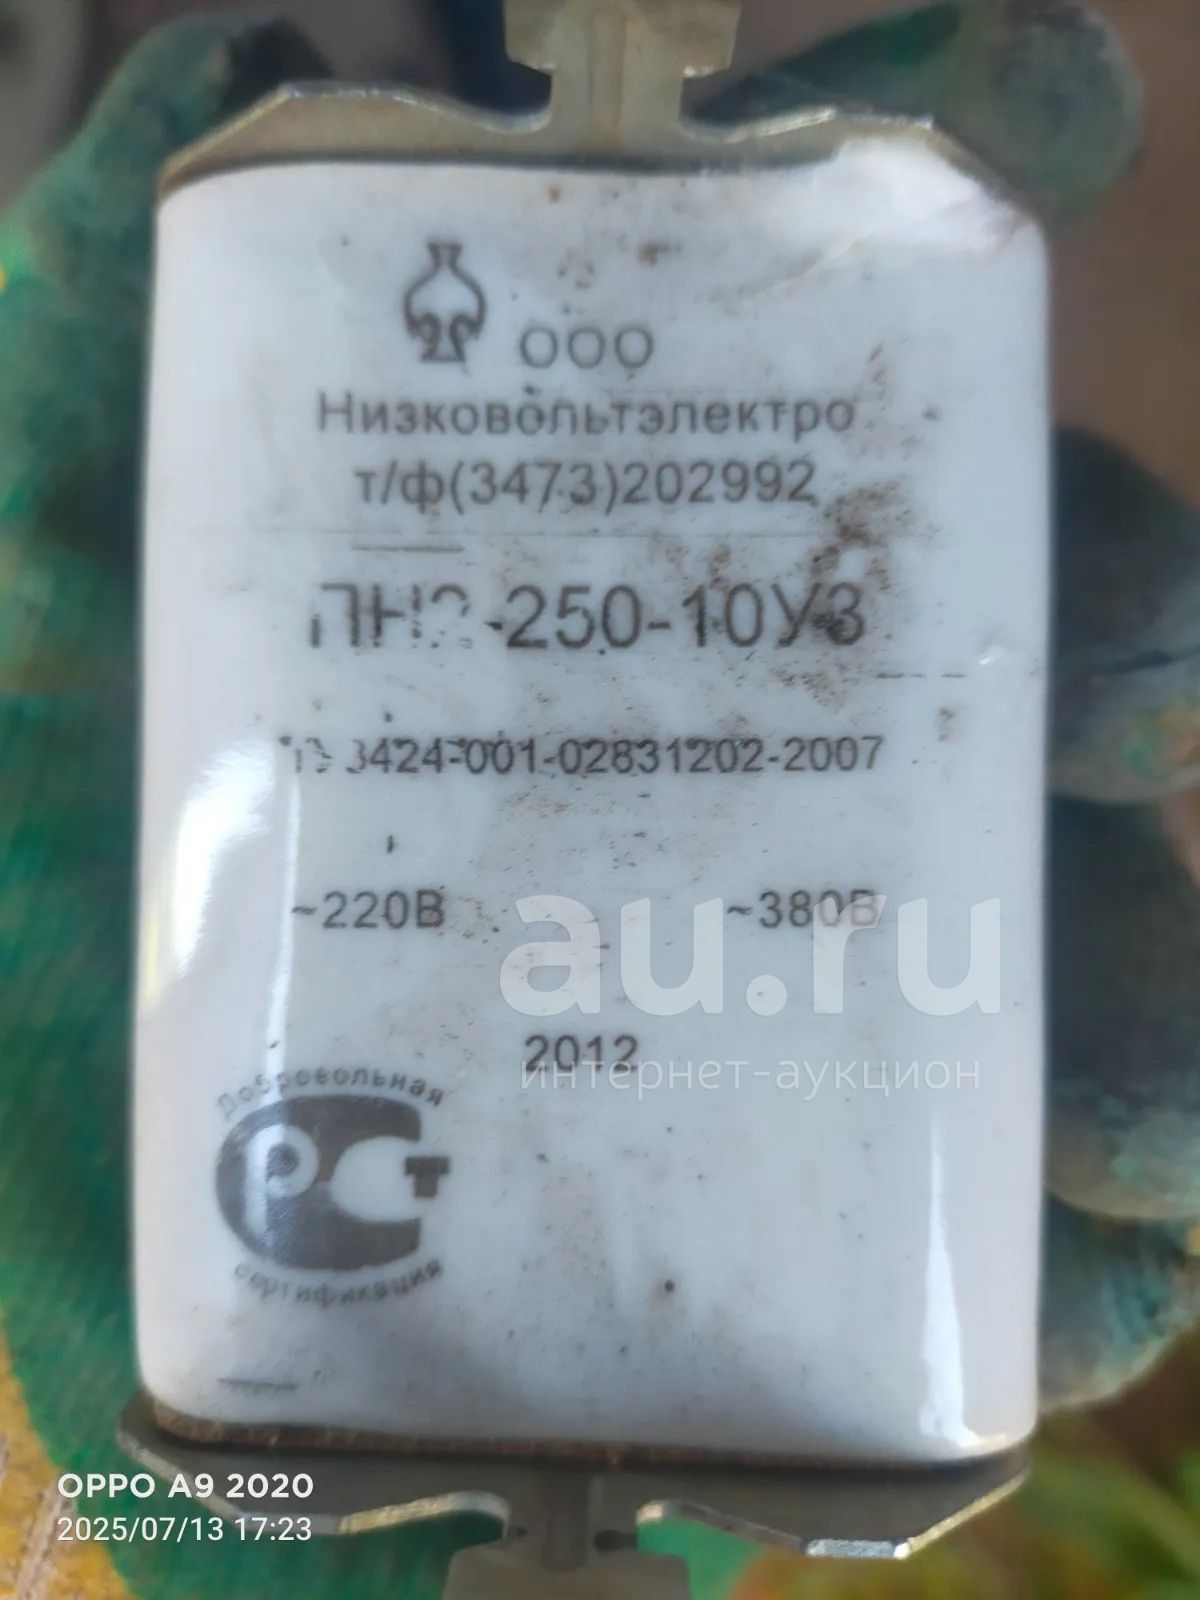 ООО
Низковольтэлектро
т/ф(3473)202992
ПН2-250-10У3
3424-001-02831202-2007
~220В ~380В
au.ru
2012
интернет-аукцион
Добровольная
РСТ
сертификация
OPPO A9 2020
2025/07/13 17:23